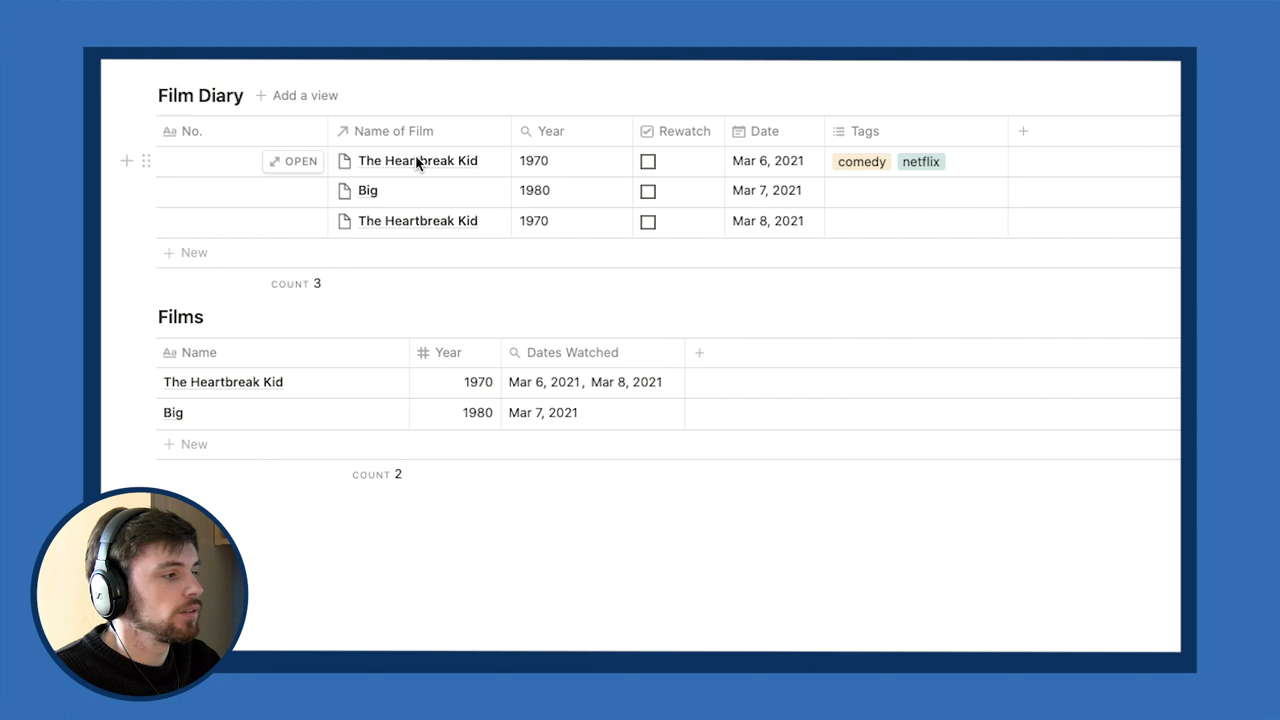 Film Diary + Add a view
Aa No. Name of Film Year Rewatch Date Tags +
OPEN The Heartbreak Kid 1970 Mar 6, 2021 comedy netflix
Big 1980 Mar 7, 2021
The Heartbreak Kid 1970 Mar 8, 2021
+ New
COUNT 3
Films
Aa Name # Year Dates Watched +
The Heartbreak Kid 1970 Mar 6, 2021, Mar 8, 2021
Big 1980 Mar 7, 2021
+ New
COUNT 2